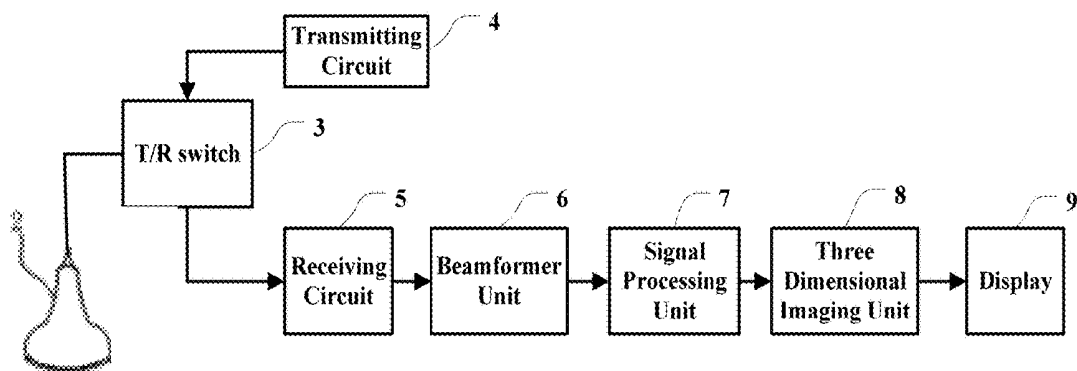 Transmitting
Circuit
4
T/R switch
3
2
Receiving
Circuit
5
Beamformer
Unit
6
Signal
Processing
Unit
7
Three
Dimensional
Imaging Unit
8
Display
9